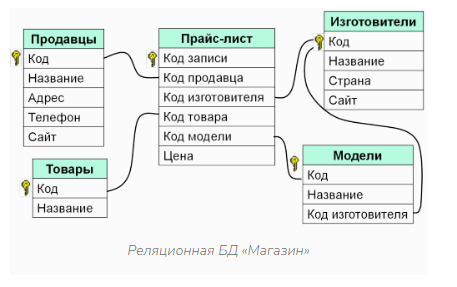 Продавцы
Код
Название
Адрес
Телефон
Сайт
Прайс-лист
Код записи
Код продавца
Код изготовителя
Код товара
Код модели
Цена
Изготовители
Код
Название
Страна
Сайт
Товары
Код
Название
Модели
Код
Название
Код изготовителя
Реляционная БД «Магазин»